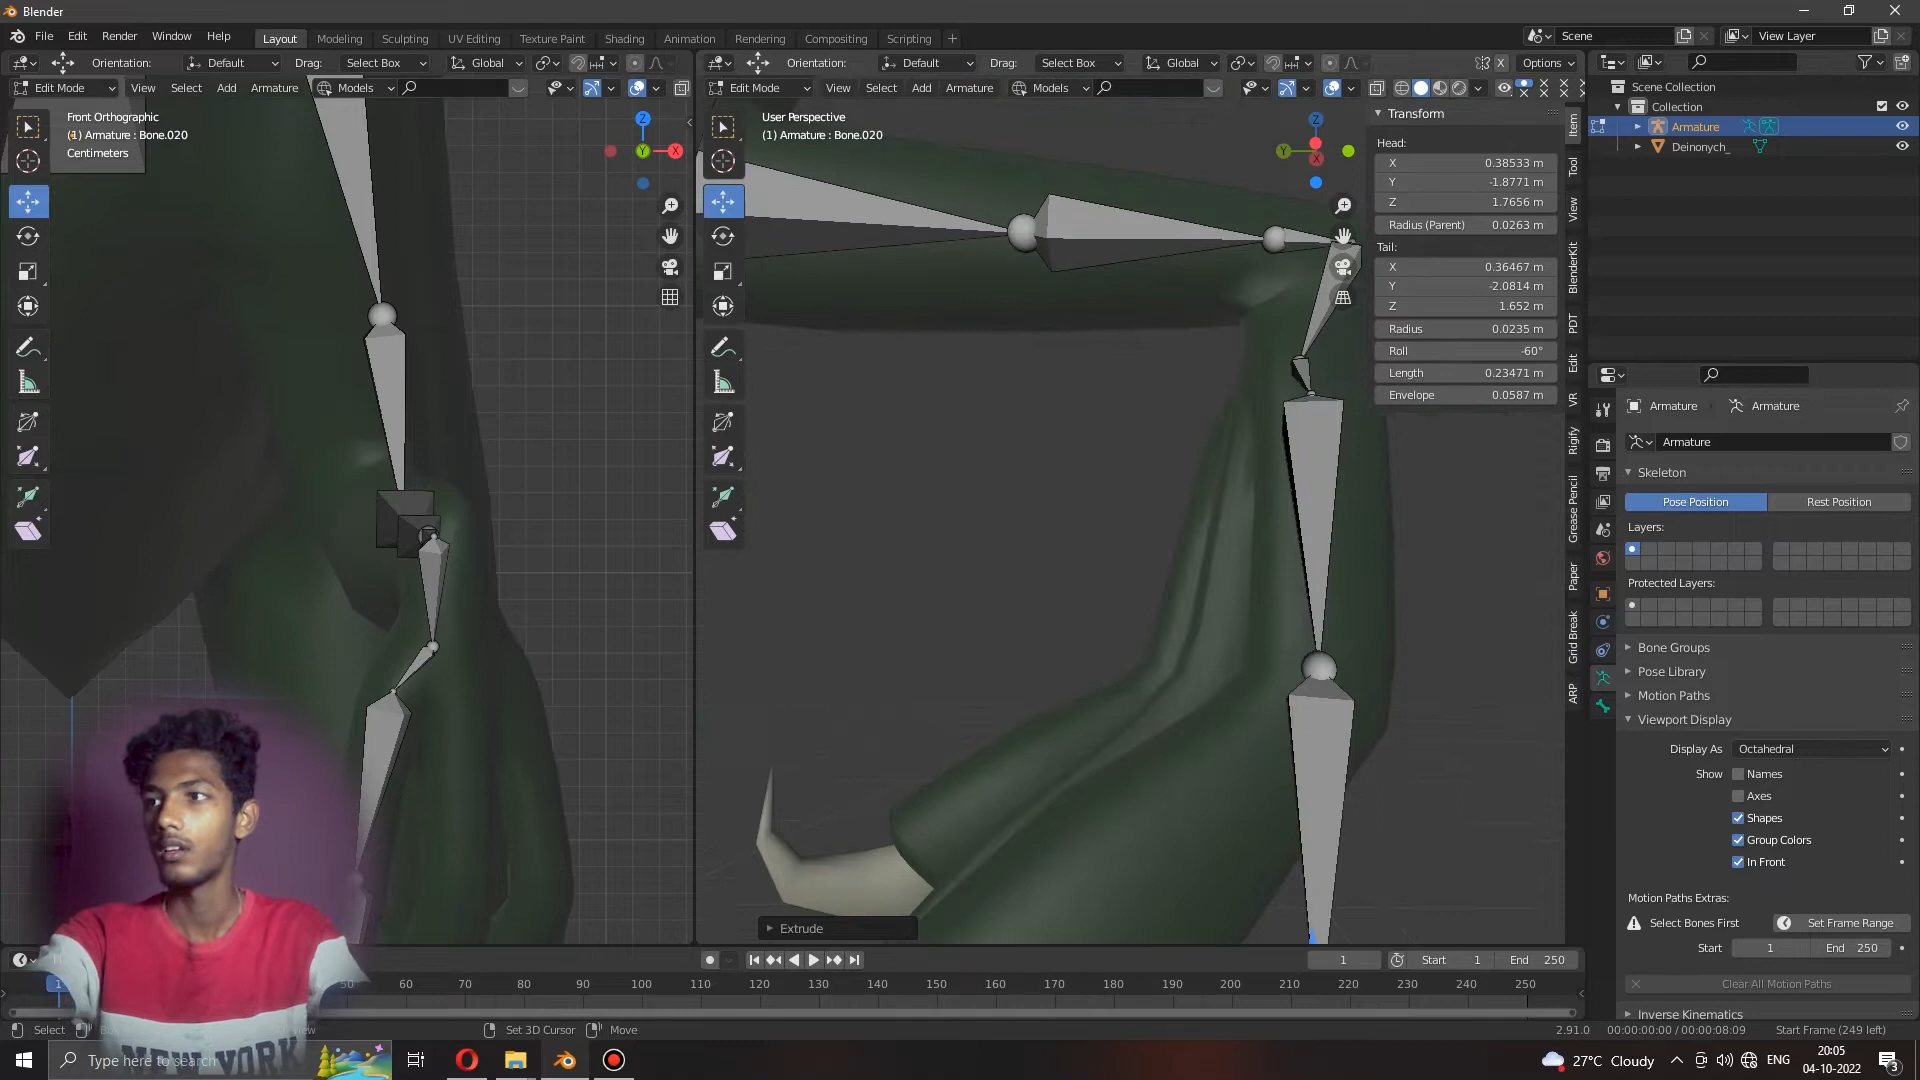 Blender
File Edit Render Window Help
Layout Modeling Sculpting UV Editing Texture Paint Shading Animation Rendering Compositing Scripting +
Scene
View Layer
Orientation: Default Drag: Select Box Global
Orientation: Default Drag: Select Box Global X Options
Edit Mode View Select Add Armature Models
Edit Mode View Select Add Armature Models
Front Orthographic
(1) Armature : Bone.020
Centimeters
User Perspective
(1) Armature : Bone.020
Z
Y
X
Z
Y
X
Transform
Head:
X 0.38533 m
Y -1.8771 m
Z 1.7656 m
Radius (Parent) 0.0263 m
Tail:
X 0.36467 m
Y -2.0814 m
Z 1.652 m
Radius 0.0235 m
Roll -60°
Length 0.23471 m
Envelope 0.0587 m
Item
Tool
View
BlenderKit
PDT
Edit
VR
Rigify
Grease Pencil
Paper
Grid Break
ARP
Extrude
Scene Collection
Collection
Armature
Deinonych_
Armature Armature
Armature
Skeleton
Pose Position Rest Position
Layers:
Protected Layers:
Bone Groups
Pose Library
Motion Paths
Viewport Display
Display As Octahedral
Show Names
Axes
Shapes
Group Colors
In Front
Motion Paths Extras:
Select Bones First Set Frame Range
Start 1 End 250
Clear All Motion Paths
Inverse Kinematics
1 Start 1 End 250
1 50 60 70 80 90 100 110 120 130 140 150 160 170 180 190 200 210 220 230 240 250
Select
Set 3D Cursor Move
2.91.0 00:00:00:00 / 00:00:08:09 Start Frame (249 left)
NEW YORK
Type here to search
27°C Cloudy
ENG
20:05
04-10-2022
3